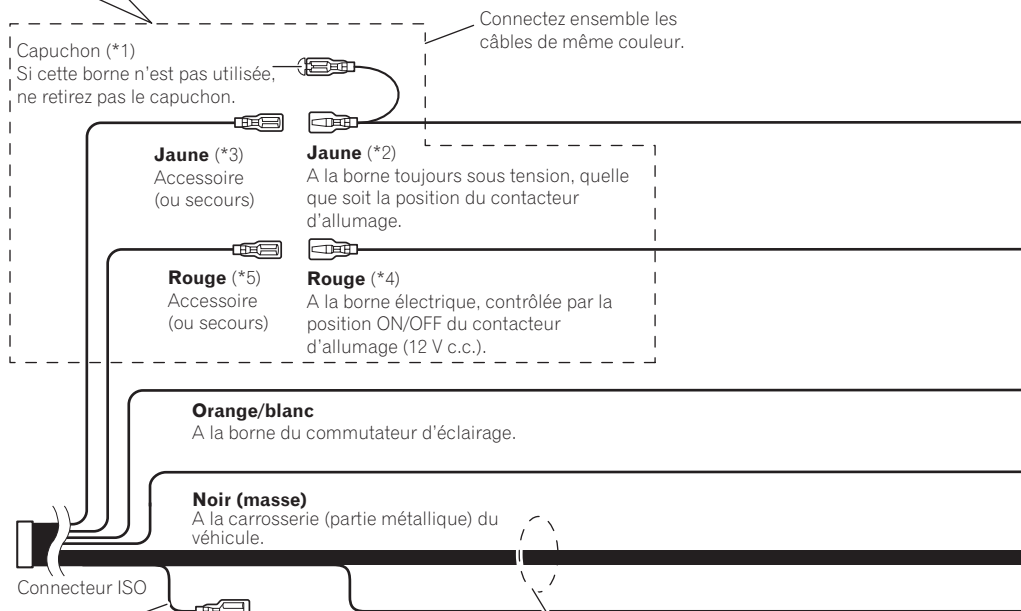 Connectez ensemble les
câbles de même couleur.
Capuchon (*1)
Si cette borne n'est pas utilisée,
ne retirez pas le capuchon.
Jaune (*3)
Accessoire
(ou secours)
Jaune (*2)
A la borne toujours sous tension, quelle
que soit la position du contacteur
d'allumage.
Rouge (*5)
Accessoire
(ou secours)
Rouge (*4)
A la borne électrique, contrôlée par la
position ON/OFF du contacteur
d'allumage (12 V c.c.).
Orange/blanc
A la borne du commutateur d'éclairage.
Noir (masse)
A la carrosserie (partie métallique) du
véhicule.
Connecteur ISO